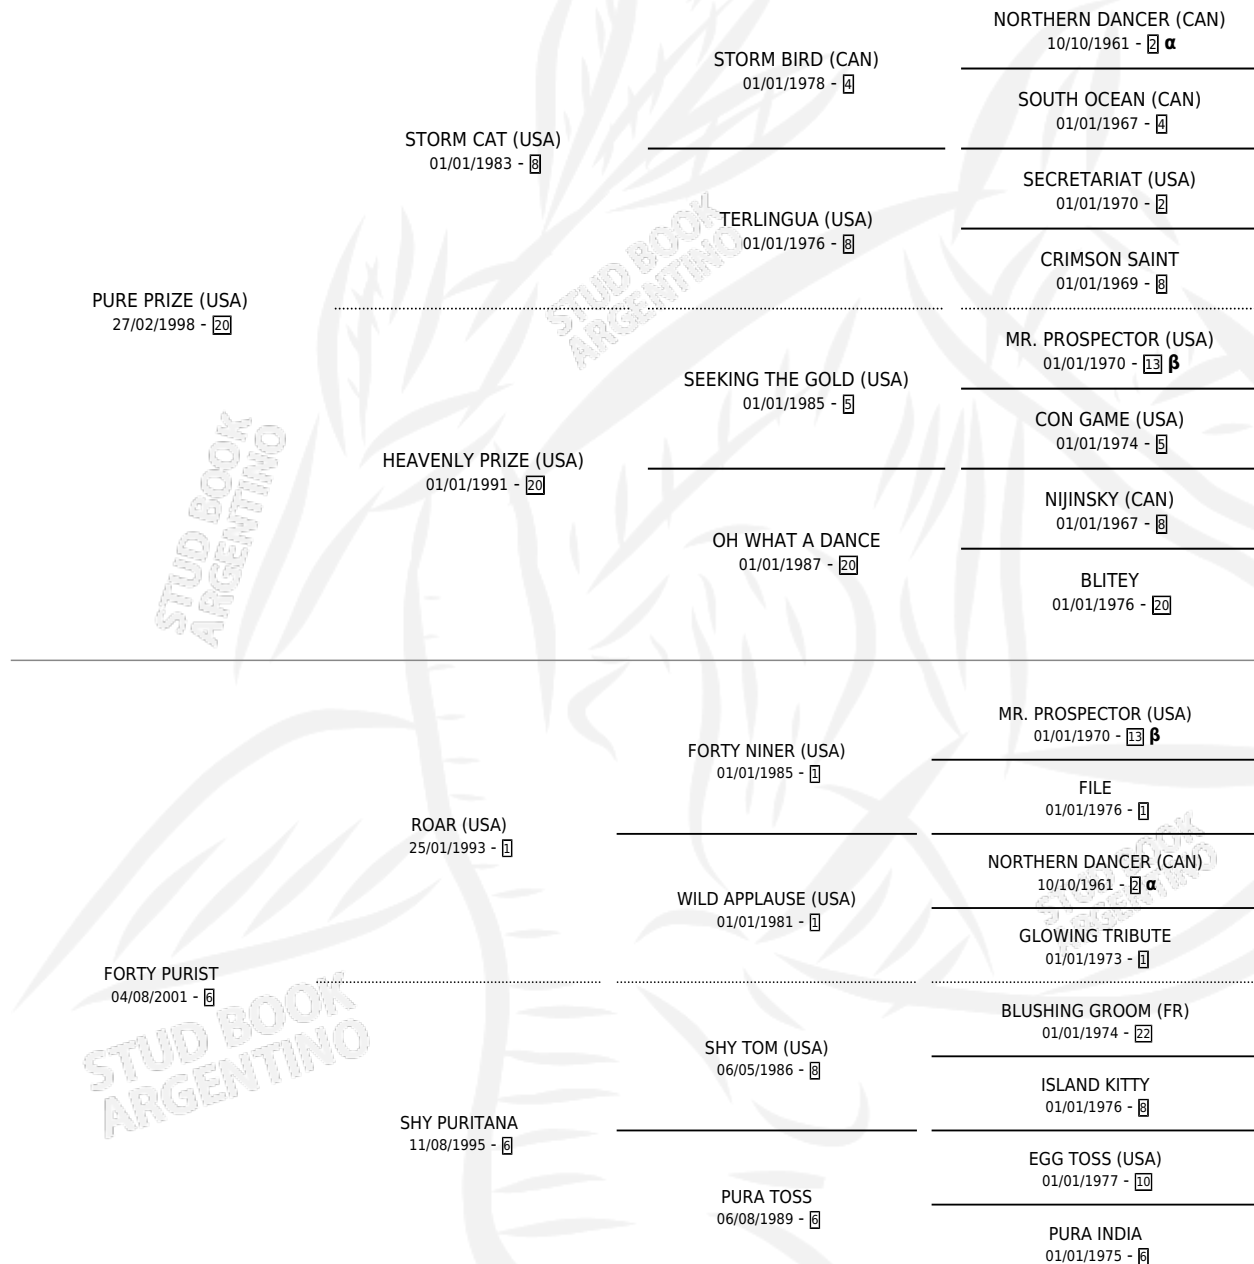 NORTHERN DANCER (CAN)
10/10/1961 - 2 α
STORM BIRD (CAN)
01/01/1978 - 4
SOUTH OCEAN (CAN)
01/01/1967 - 4
STORM CAT (USA)
01/01/1983 - 8
SECRETARIAT (USA)
01/01/1970 - 2
TERLINGUA (USA)
01/01/1976 - 8
CRIMSON SAINT
01/01/1969 - 8
PURE PRIZE (USA)
27/02/1998 - 20
MR. PROSPECTOR (USA)
01/01/1970 - 13 β
SEEKING THE GOLD (USA)
01/01/1985 - 5
CON GAME (USA)
01/01/1974 - 5
HEAVENLY PRIZE (USA)
01/01/1991 - 20
NIJINSKY (CAN)
01/01/1967 - 8
OH WHAT A DANCE
01/01/1987 - 20
BLITEY
01/01/1976 - 20
MR. PROSPECTOR (USA)
01/01/1970 - 13 β
FORTY NINER (USA)
01/01/1985 - 1
FILE
01/01/1976 - 1
ROAR (USA)
25/01/1993 - 1
NORTHERN DANCER (CAN)
10/10/1961 - 2 α
WILD APPLAUSE (USA)
01/01/1981 - 1
GLOWING TRIBUTE
01/01/1973 - 1
FORTY PURIST
04/08/2001 - 6
BLUSHING GROOM (FR)
01/01/1974 - 22
SHY TOM (USA)
06/05/1986 - 8
ISLAND KITTY
01/01/1976 - 8
SHY PURITANA
11/08/1995 - 6
EGG TOSS (USA)
01/01/1977 - 10
PURA TOSS
06/08/1989 - 6
PURA INDIA
01/01/1975 - 6
STUD BOOK
ARGENTINO
STUD BOOK
ARGENTINO
STUD BOOK
ARGENTINO
STUD BOOK
ARGENTINO